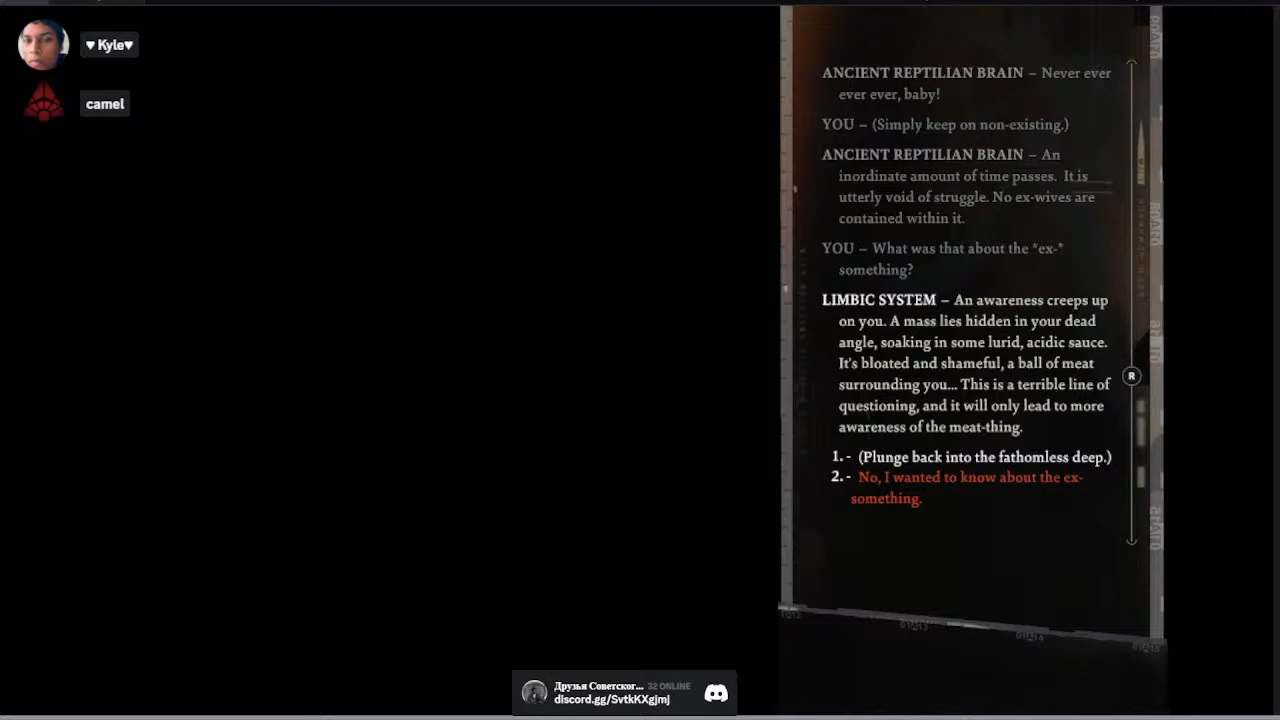 ♥ Kyle♥
camel
ANCIENT REPTILIAN BRAIN – Never ever
ever ever, baby!
YOU – (Simply keep on non-existing.)
ANCIENT REPTILIAN BRAIN – An
inordinate amount of time passes. It is
utterly void of struggle. No ex-wives are
contained within it.
YOU – What was that about the *ex-*
something?
LIMBIC SYSTEM – An awareness creeps up
on you. A mass lies hidden in your dead
angle, soaking in some lurid, acidic sauce.
It's bloated and shameful, a ball of meat
surrounding you... This is a terrible line of
questioning, and it will only lead to more
awareness of the meat-thing.
R
1. - (Plunge back into the fathomless deep.)
2. - No, I wanted to know about the ex-
something.
Друзья Советског... 32 ONLINE
discord.gg/SvtkKXgjmj